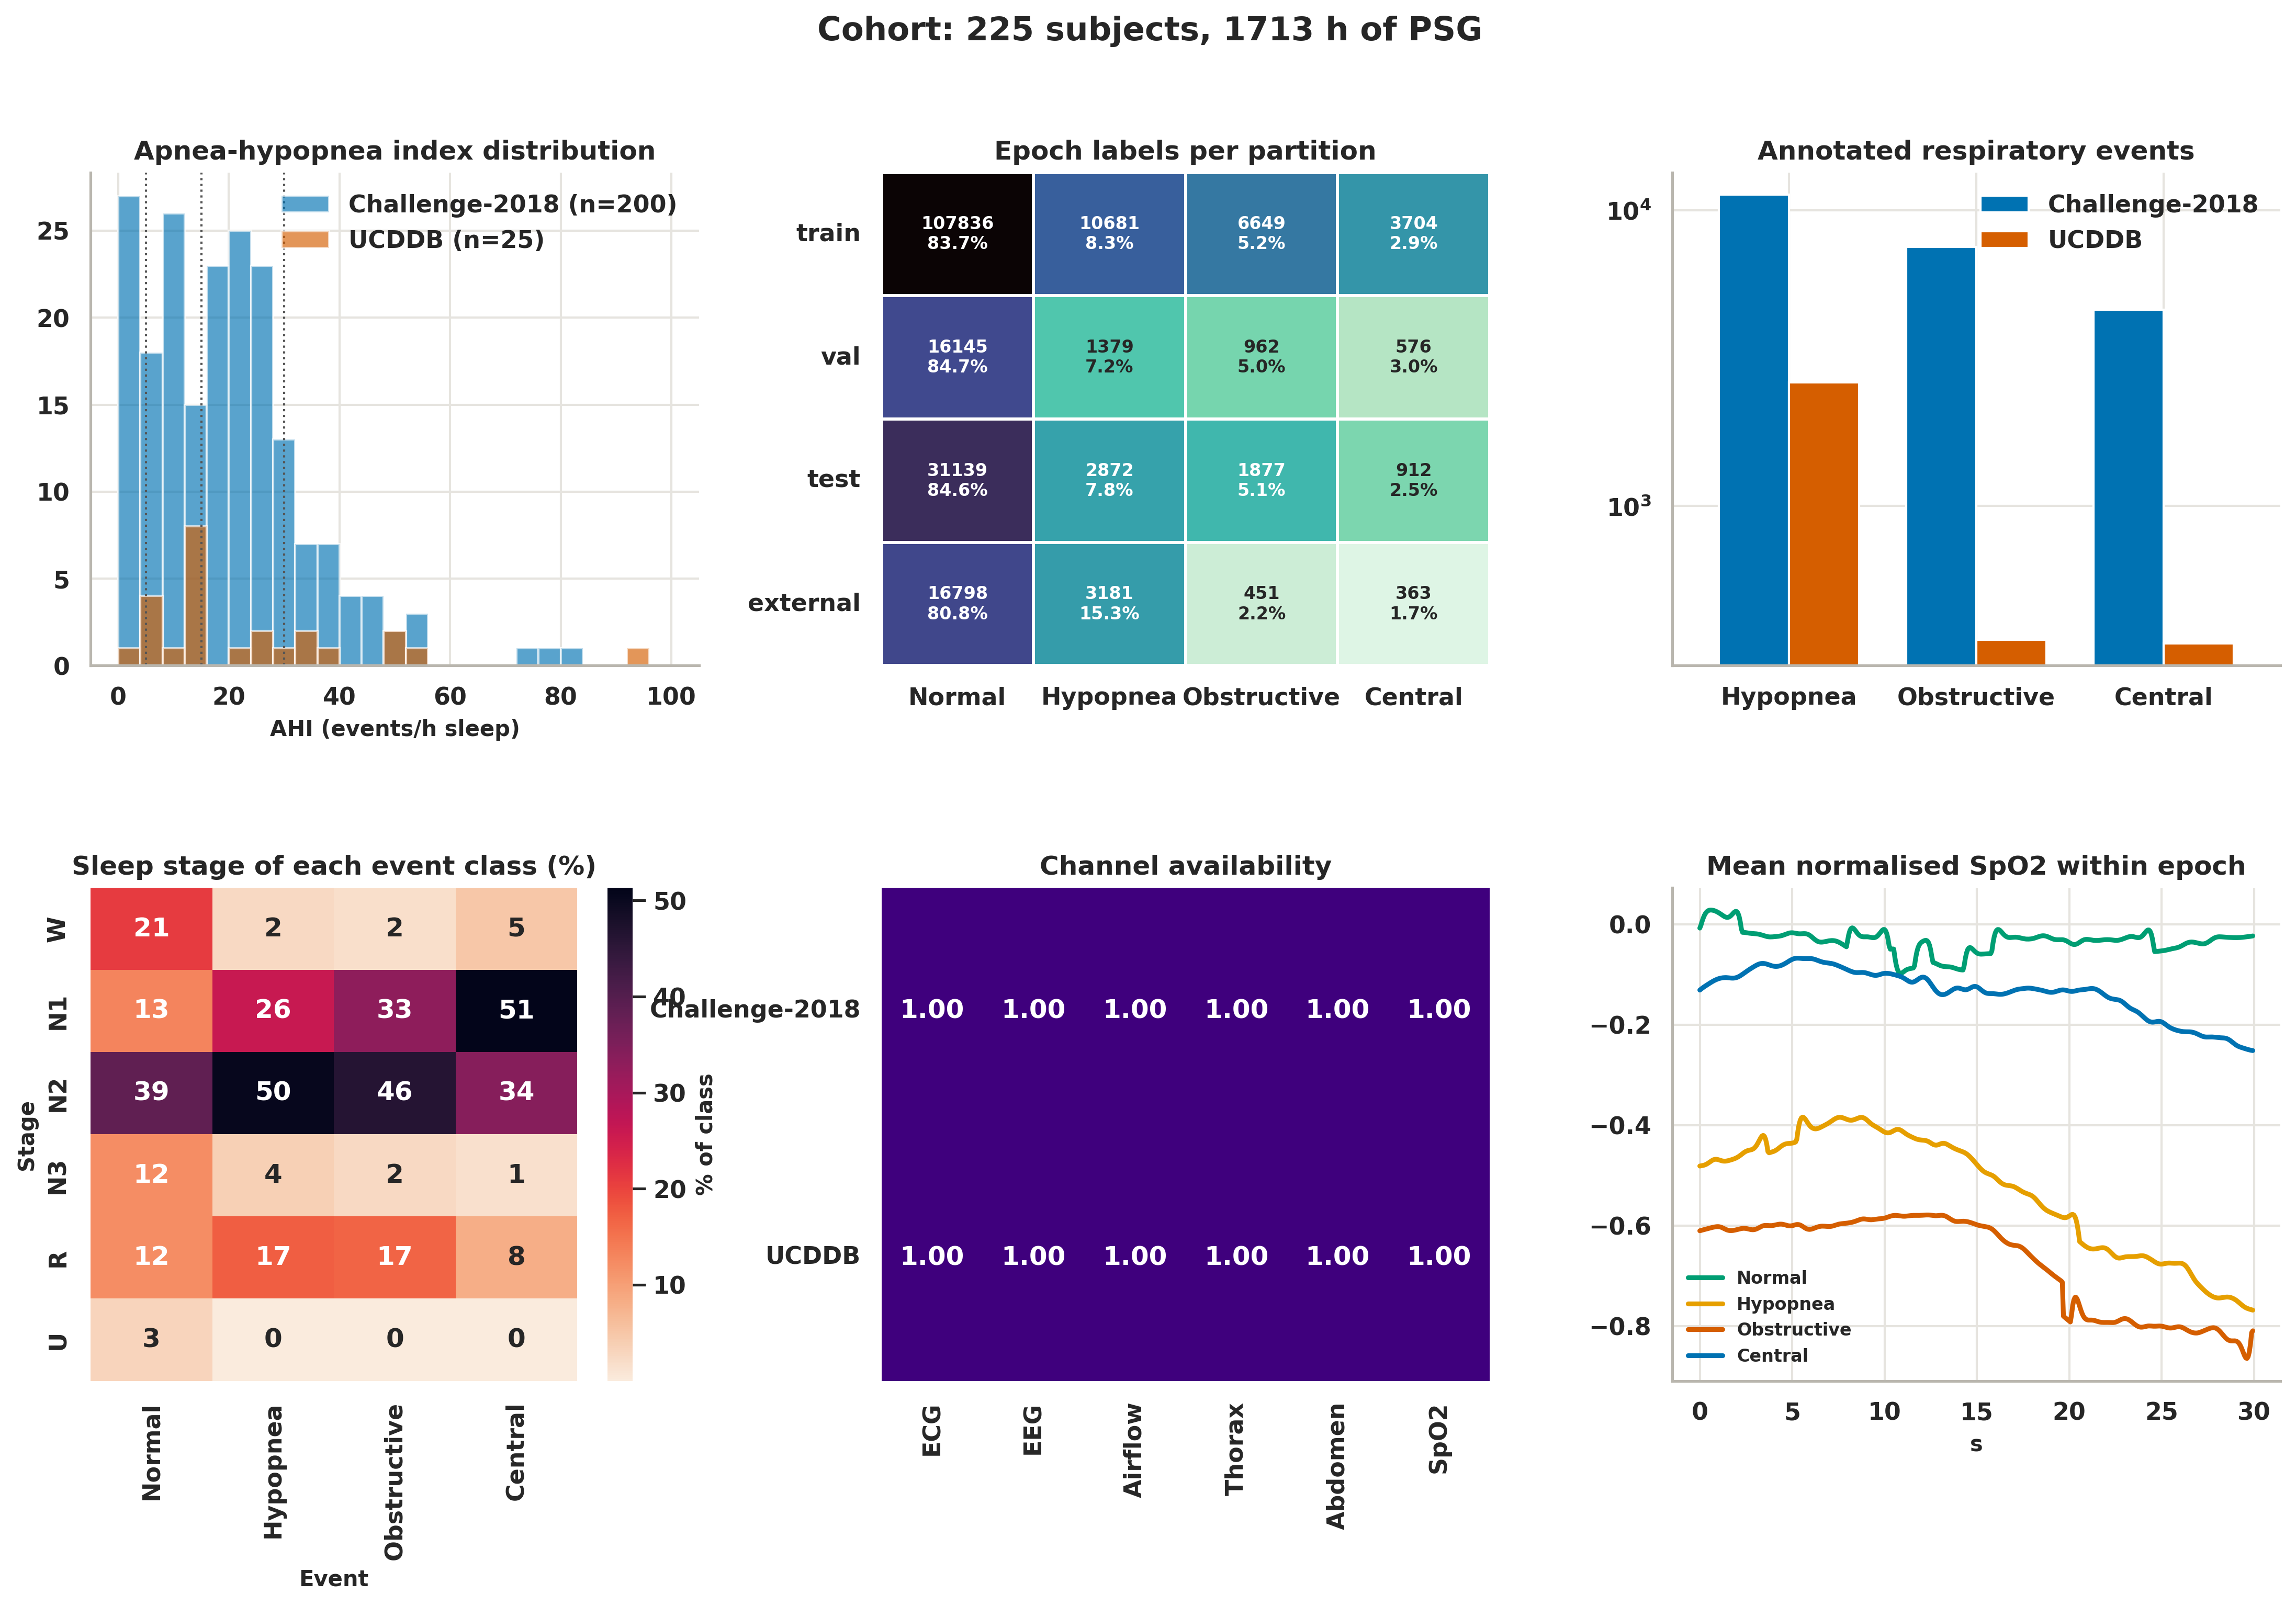 Cohort: 225 subjects, 1713 h of PSG
Apnea-hypopnea index distribution
Challenge-2018 (n=200)
UCDDB (n=25)
25
20
15
10
5
0
0 20 40 60 80 100
AHI (events/h sleep)
Epoch labels per partition
train
107836 10681 6649 3704
83.7% 8.3% 5.2% 2.9%
val
16145 1379 962 576
84.7% 7.2% 5.0% 3.0%
test
31139 2872 1877 912
84.6% 7.8% 5.1% 2.5%
external
16798 3181 451 363
80.8% 15.3% 2.2% 1.7%
Normal Hypopnea Obstructive Central
Annotated respiratory events
Challenge-2018
UCDDB
10⁴
10³
Hypopnea Obstructive Central
Sleep stage of each event class (%)
Stage
W 21 2 2 5
N1 13 26 33 51
N2 39 50 46 34
N3 12 4 2 1
R 12 17 17 8
U 3 0 0 0
Normal Hypopnea Obstructive Central
Event
50
40
30
20
10
% of class
Channel availability
Challenge-2018 1.00 1.00 1.00 1.00 1.00 1.00
UCDDB 1.00 1.00 1.00 1.00 1.00 1.00
ECG EEG Airflow Thorax Abdomen SpO2
Mean normalised SpO2 within epoch
0.0
−0.2
−0.4
−0.6
−0.8
Normal
Hypopnea
Obstructive
Central
0 5 10 15 20 25 30
s